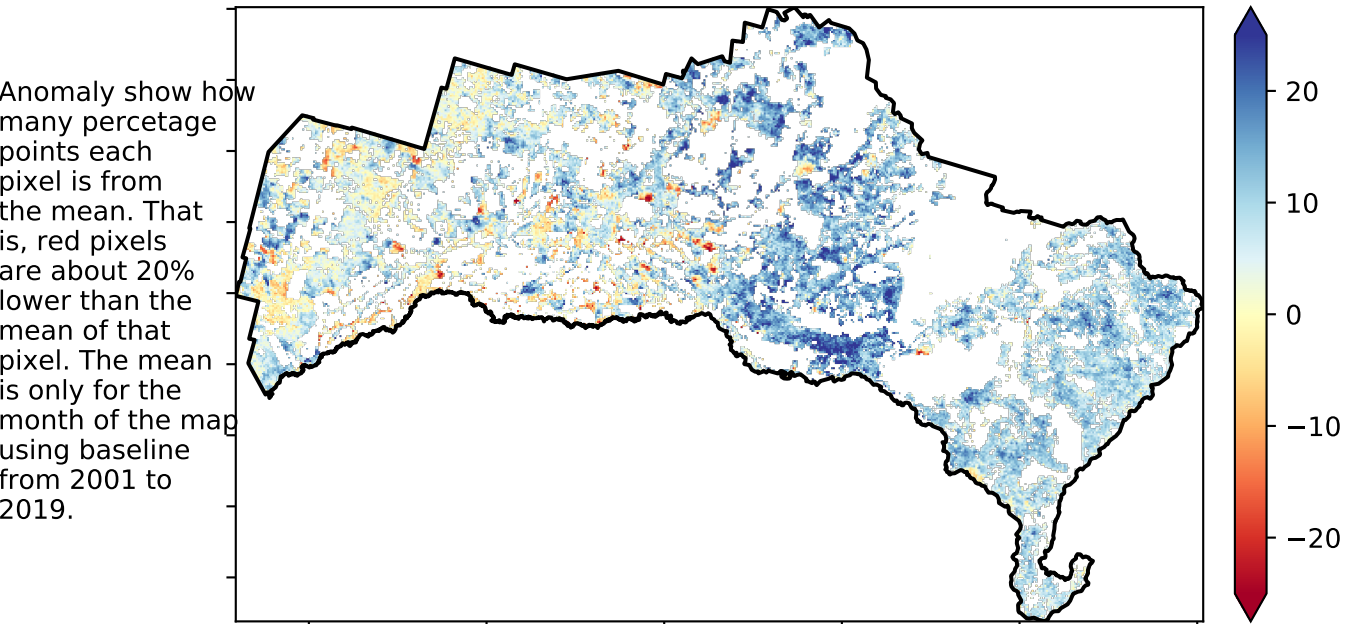 Anomaly show how
many percetage
points each
pixel is from
the mean. That
is, red pixels
are about 20%
lower than the
mean of that
pixel. The mean
is only for the
month of the map
using baseline
from 2001 to
2019.
20
10
0
−10
−20